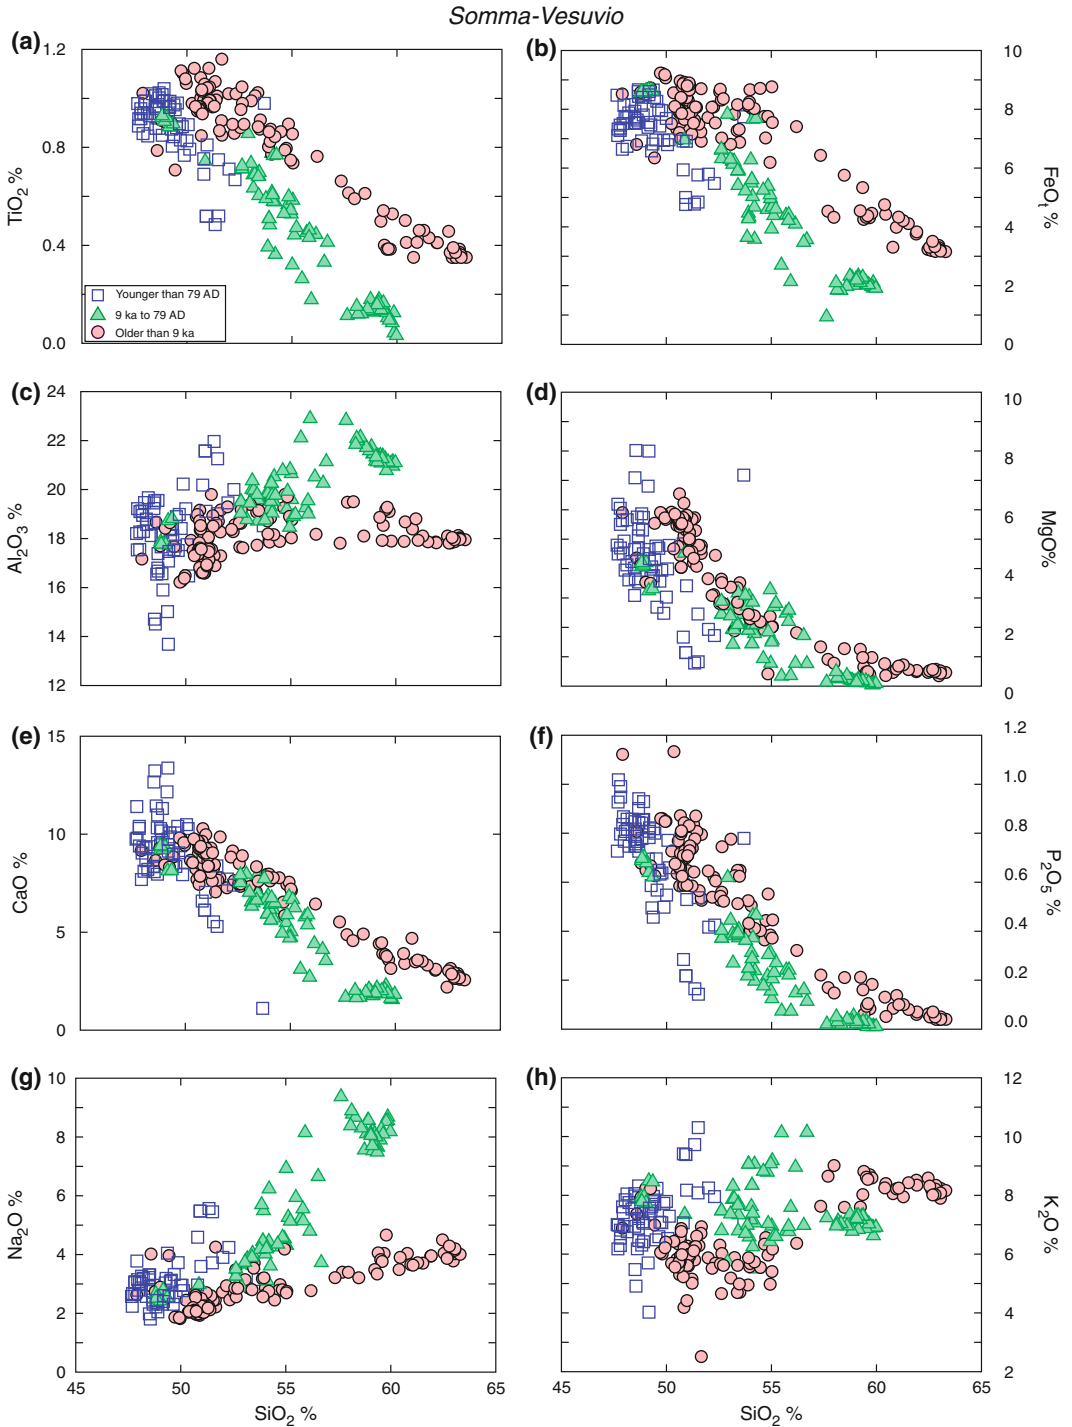 Somma-Vesuvio
(a)
1.2
0.8
0.4
0.0
TiO2 %
Younger than 79 AD
9 ka to 79 AD
Older than 9 ka
(b)
10
8
6
4
2
0
FeOt %
(c)
24
22
20
18
16
14
12
Al2O3 %
(d)
10
8
6
4
2
0
MgO%
(e)
15
10
5
0
CaO %
(f)
1.2
1.0
0.8
0.6
0.4
0.2
0.0
P2O5 %
(g)
10
8
6
4
2
0
Na2O %
45 50 55 60 65
SiO2 %
(h)
12
10
8
6
4
2
K2O%
45 50 55 60 65
SiO2 %